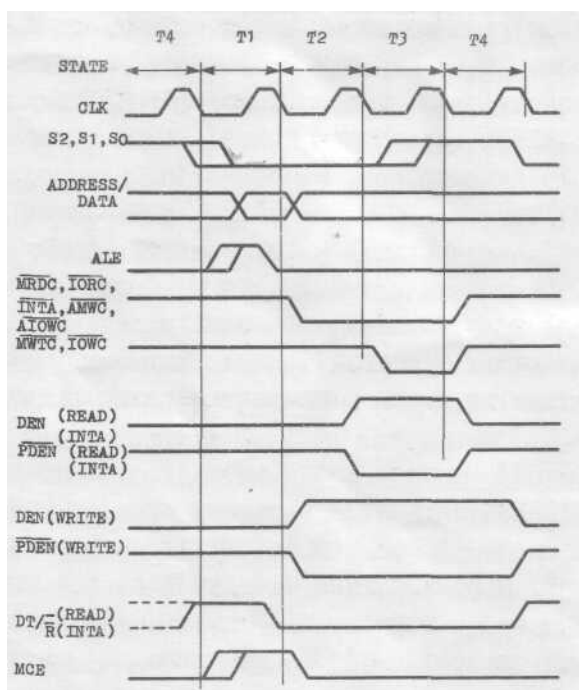 T4 T1 T2 T3 T4
STATE
CLK
S2,S1,S0
ADDRESS/
DATA
ALE
MRDC,IORC,
INTA,AMWC,
AIOWC
MWTC,IOWC
DEN (READ)
(INTA)
PDEN (READ)
(INTA)
DEN(WRITE)
PDEN(WRITE)
DT/-(READ)
R(INTA)
MCE